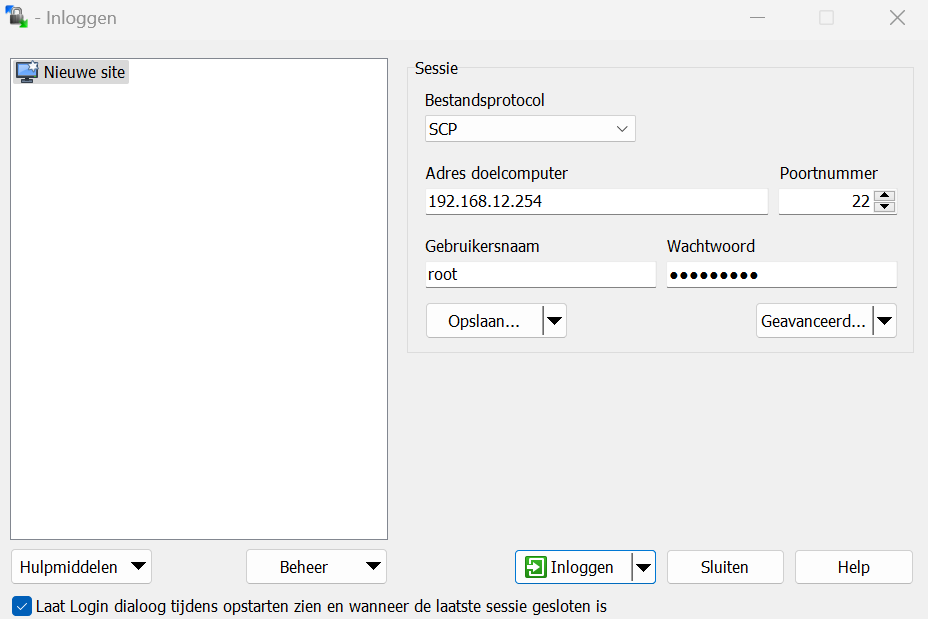 - Inloggen
Nieuwe site
Sessie
Bestandsprotocol
SCP
Adres doelcomputer
Poortnummer
192.168.12.254
22
Gebruikersnaam
Wachtwoord
root
●●●●●●●●●
Opslaan...
Geavanceerd...
Hulpmiddelen
Beheer
Inloggen
Sluiten
Help
Laat Login dialoog tijdens opstarten zien en wanneer de laatste sessie gesloten is